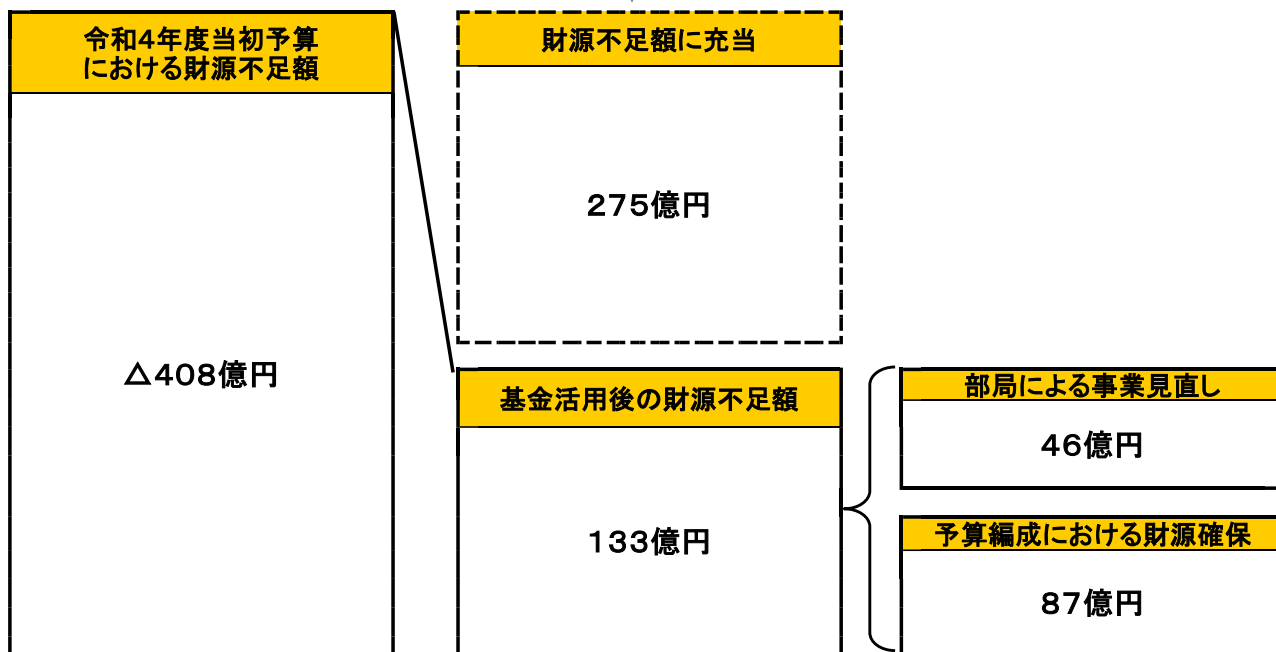 令和4年度当初予算
における財源不足額
△408億円
財源不足額に充当
275億円
基金活用後の財源不足額
133億円
部局による事業見直し
46億円
予算編成における財源確保
87億円